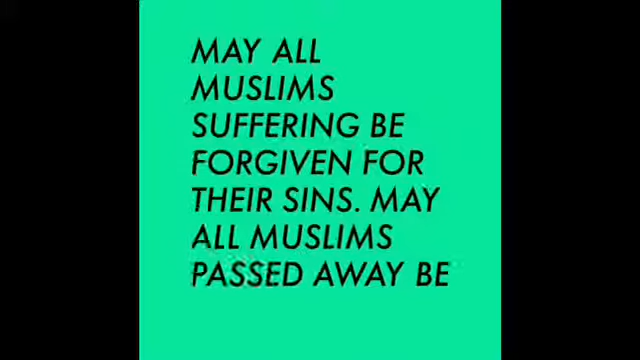 MAY ALL
MUSLIMS
SUFFERING BE
FORGIVEN FOR
THEIR SINS. MAY
ALL MUSLIMS
PASSED AWAY BE